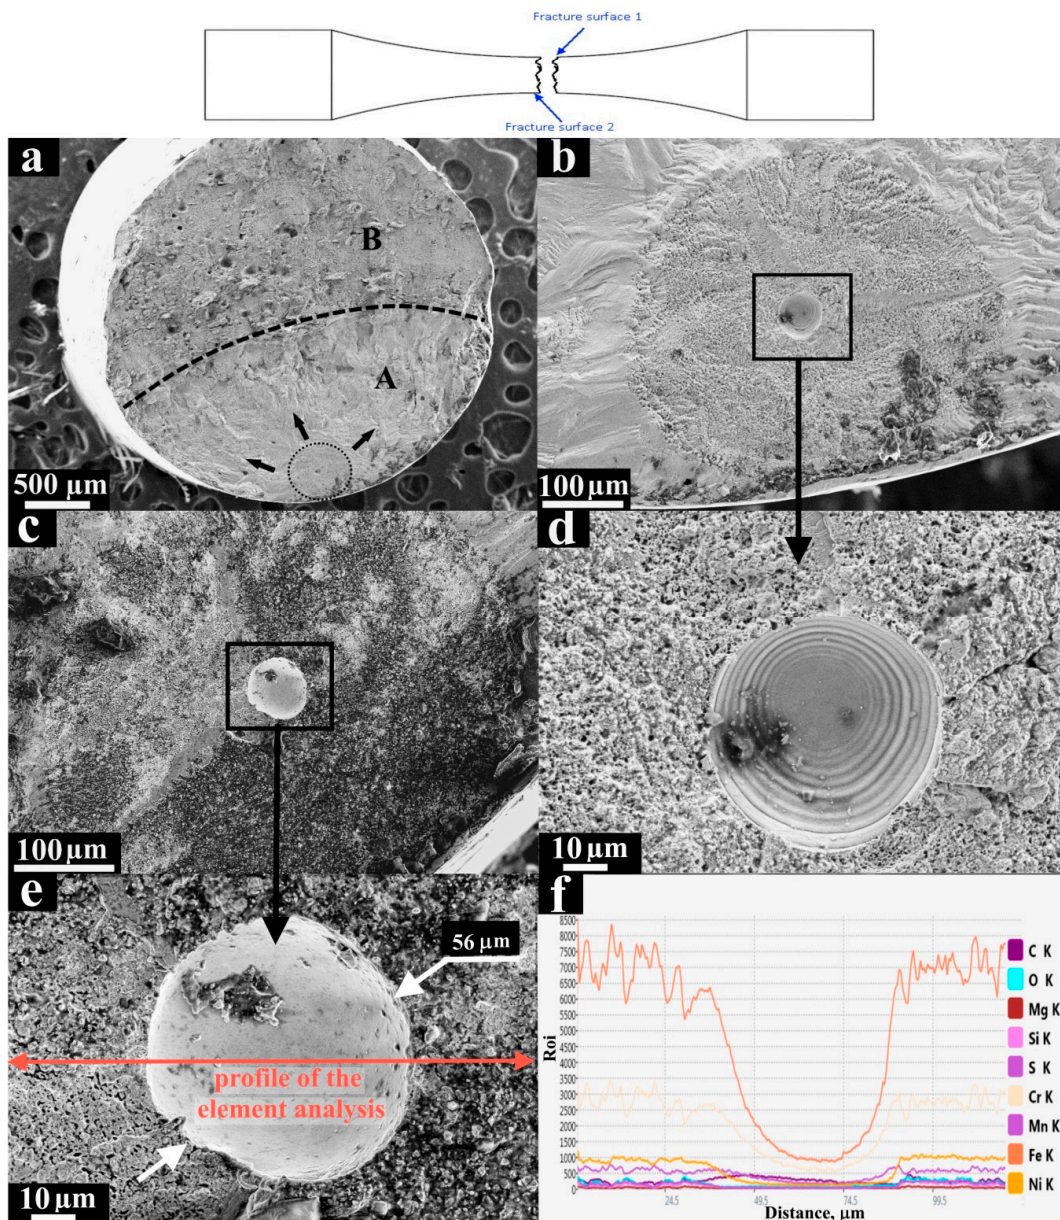 Fracture surface 1
Fracture surface 2
a
B
A
500 μm
b
100 μm
c
100 μm
d
10 μm
e
56 μm
profile of the
element analysis
10 μm
f
8500
8000
7500
7000
6500
6000
5500
5000
4500
4000
3500
3000
2500
2000
1500
1000
500
0
Roi
24,5
49,5
74,5
99,5
Distance, μm
C K
O K
Mg K
Si K
S K
Cr K
Mn K
Fe K
Ni K